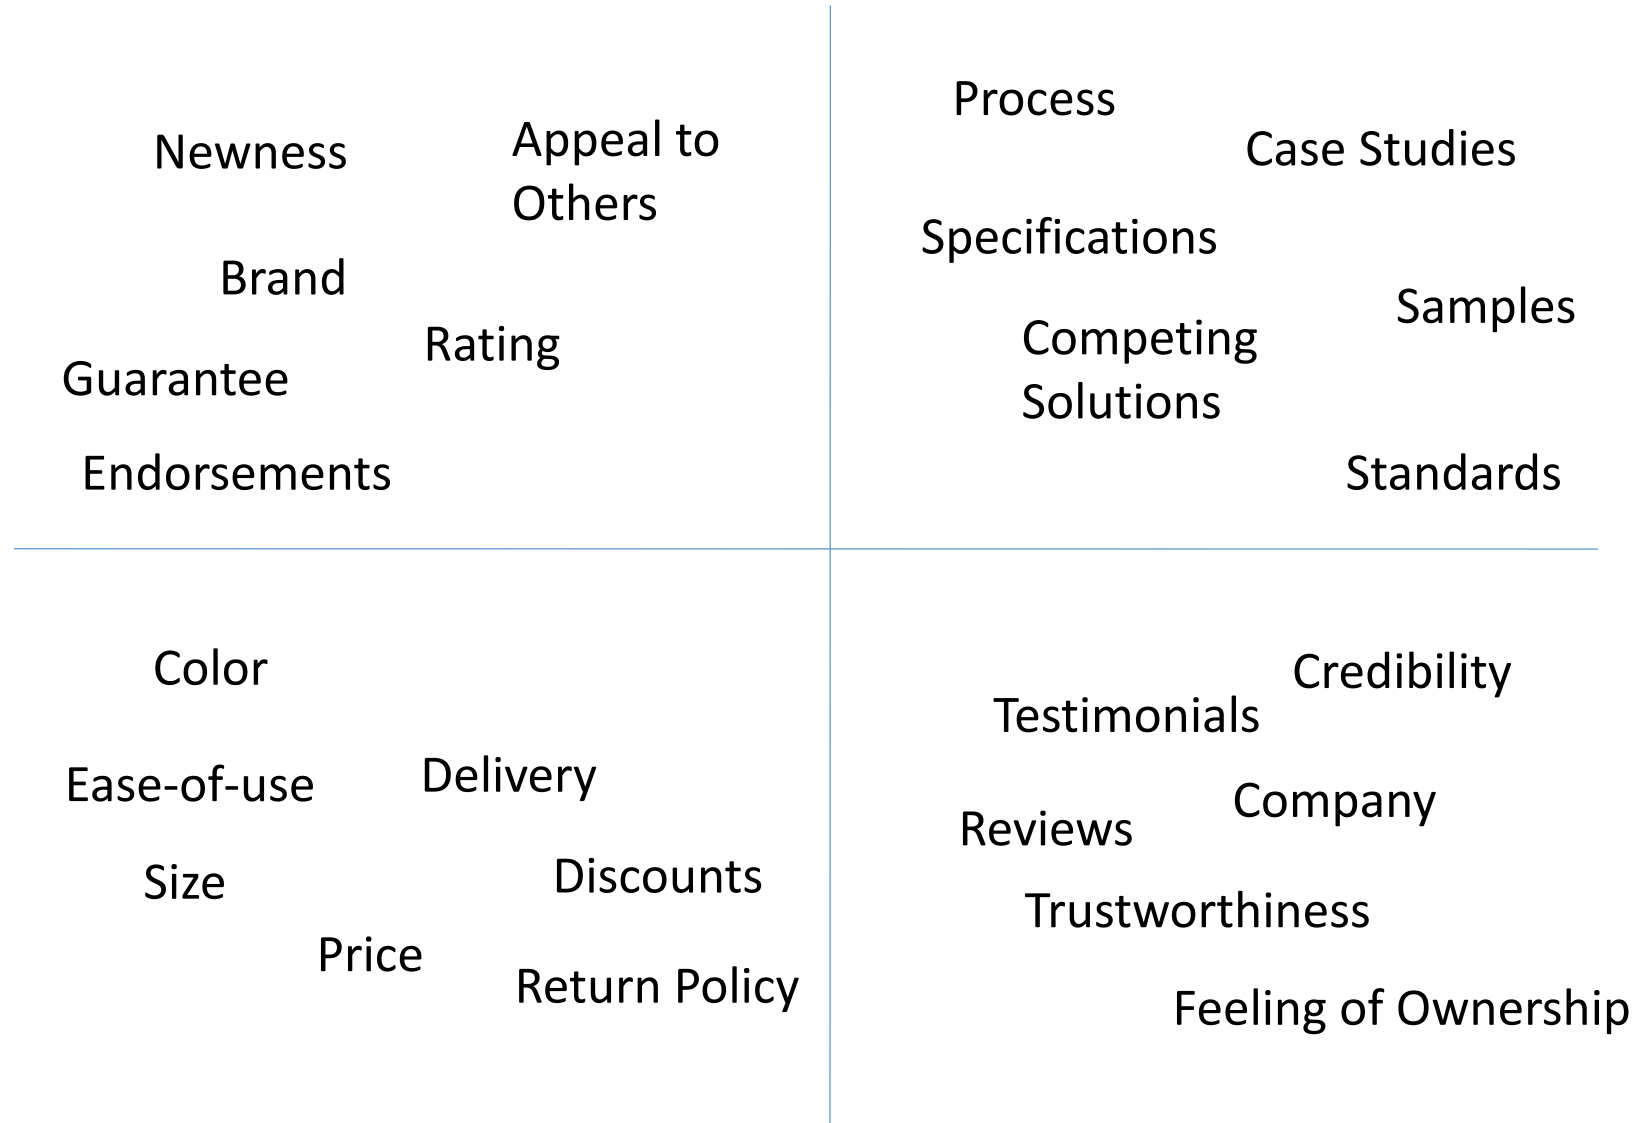 Newness
Appeal to
Others
Brand
Rating
Guarantee
Endorsements
Process
Case Studies
Specifications
Samples
Competing
Solutions
Standards
Color
Ease-of-use
Delivery
Size
Discounts
Price
Return Policy
Credibility
Testimonials
Company
Reviews
Trustworthiness
Feeling of Ownership